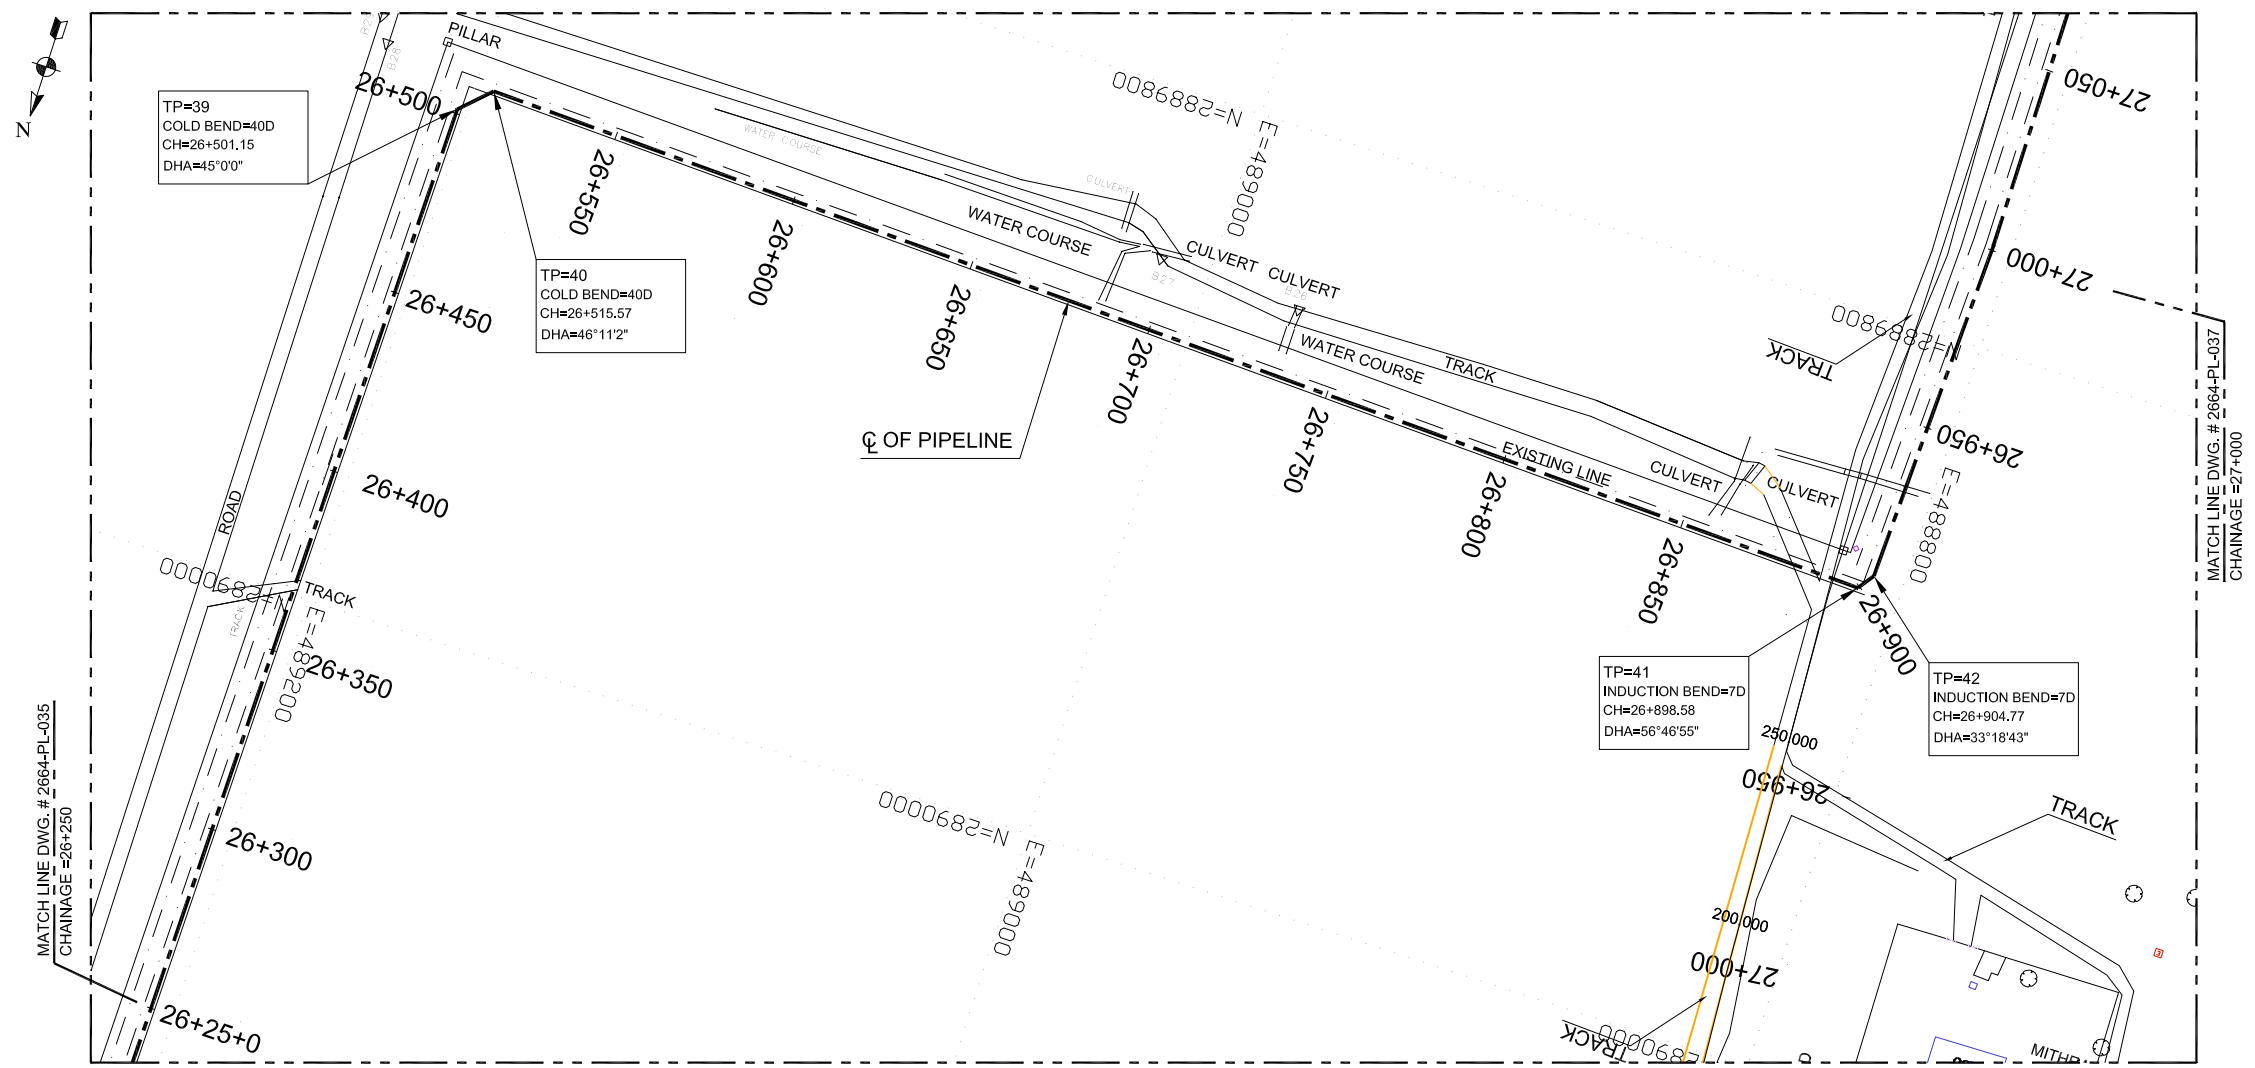 N
PILLAR
B28
TP=39
COLD BEND=40D
CH=26+501.15
DHA=45°0'0"
26+500
WATER COURSE
CULVERT
N=2889800
E=489000
27+050
26+550
26+600
26+650
WATER COURSE
CULVERT
CULVERT
B27
B26
27+000
TP=40
COLD BEND=40D
CH=26+515.57
DHA=46°11'2"
26+450
26+700
WATER COURSE
TRACK
TRACK
N=2889800
MATCH LINE DWG. # 2664-PL-037
CHAINAGE =27+000
℄ OF PIPELINE
26+750
EXISTING LINE
26+800
CULVERT
CULVERT
26+950
E=488800
26+400
ROAD
26+850
26+900
TRACK
TRACK
N=2890000
E=489200
26+350
TP=41
INDUCTION BEND=7D
CH=26+898.58
DHA=56°46'55"
TP=42
INDUCTION BEND=7D
CH=26+904.77
DHA=33°18'43"
MATCH LINE DWG. # 2664-PL-035
CHAINAGE =26+250
26+300
N=2890000
E=489000
250.000
26+950
TRACK
200.000
27+000
26+25+0
TRACK